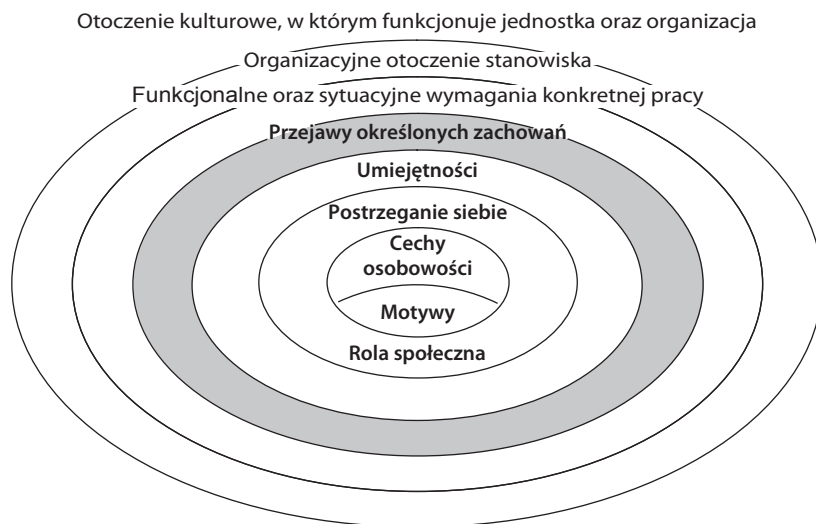 Otoczenie kulturowe, w którym funkcjonuje jednostka oraz organizacja
Organizacyjne otoczenie stanowiska
Funkcjonalne oraz sytuacyjne wymagania konkretnej pracy
Przejawy określonych zachowań
Umiejętności
Postrzeganie siebie
Cechy
osobowości
Motywy
Rola społeczna